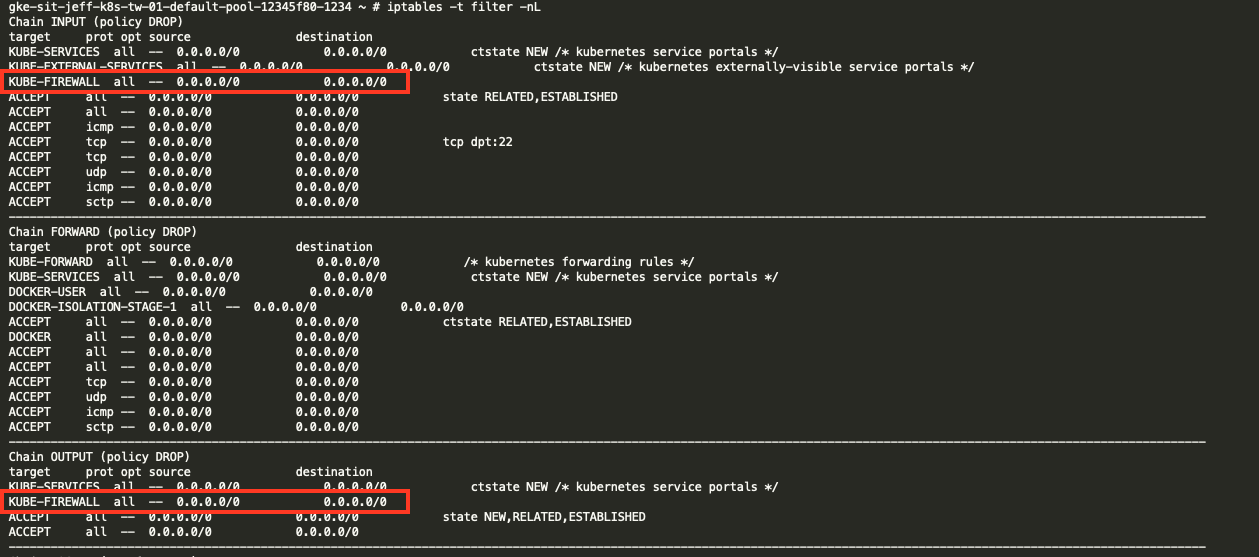 gke-sit-jeff-k8s-tw-01-default-pool-12345f80-1234 ~ # iptables -t filter -nL
Chain INPUT (policy DROP)
target     prot opt source               destination
KUBE-SERVICES  all  --  0.0.0.0/0            0.0.0.0/0            ctstate NEW /* kubernetes service portals */
KUBE-EXTERNAL-SERVICES  all  --  0.0.0.0/0            0.0.0.0/0            ctstate NEW /* kubernetes externally-visible service portals */
KUBE-FIREWALL  all  --  0.0.0.0/0            0.0.0.0/0
ACCEPT     all  --  0.0.0.0/0            0.0.0.0/0            state RELATED,ESTABLISHED
ACCEPT     all  --  0.0.0.0/0            0.0.0.0/0
ACCEPT     icmp --  0.0.0.0/0            0.0.0.0/0
ACCEPT     tcp  --  0.0.0.0/0            0.0.0.0/0            tcp dpt:22
ACCEPT     tcp  --  0.0.0.0/0            0.0.0.0/0
ACCEPT     udp  --  0.0.0.0/0            0.0.0.0/0
ACCEPT     icmp --  0.0.0.0/0            0.0.0.0/0
ACCEPT     sctp --  0.0.0.0/0            0.0.0.0/0
Chain FORWARD (policy DROP)
target     prot opt source               destination
KUBE-FORWARD  all  --  0.0.0.0/0            0.0.0.0/0            /* kubernetes forwarding rules */
KUBE-SERVICES  all  --  0.0.0.0/0            0.0.0.0/0            ctstate NEW /* kubernetes service portals */
DOCKER-USER  all  --  0.0.0.0/0            0.0.0.0/0
DOCKER-ISOLATION-STAGE-1  all  --  0.0.0.0/0            0.0.0.0/0
ACCEPT     all  --  0.0.0.0/0            0.0.0.0/0            ctstate RELATED,ESTABLISHED
DOCKER     all  --  0.0.0.0/0            0.0.0.0/0
ACCEPT     all  --  0.0.0.0/0            0.0.0.0/0
ACCEPT     all  --  0.0.0.0/0            0.0.0.0/0
ACCEPT     tcp  --  0.0.0.0/0            0.0.0.0/0
ACCEPT     udp  --  0.0.0.0/0            0.0.0.0/0
ACCEPT     icmp --  0.0.0.0/0            0.0.0.0/0
ACCEPT     sctp --  0.0.0.0/0            0.0.0.0/0
Chain OUTPUT (policy DROP)
target     prot opt source               destination
KUBE-SERVICES  all  --  0.0.0.0/0            0.0.0.0/0            ctstate NEW /* kubernetes service portals */
KUBE-FIREWALL  all  --  0.0.0.0/0            0.0.0.0/0
ACCEPT     all  --  0.0.0.0/0            0.0.0.0/0            state NEW,RELATED,ESTABLISHED
ACCEPT     all  --  0.0.0.0/0            0.0.0.0/0